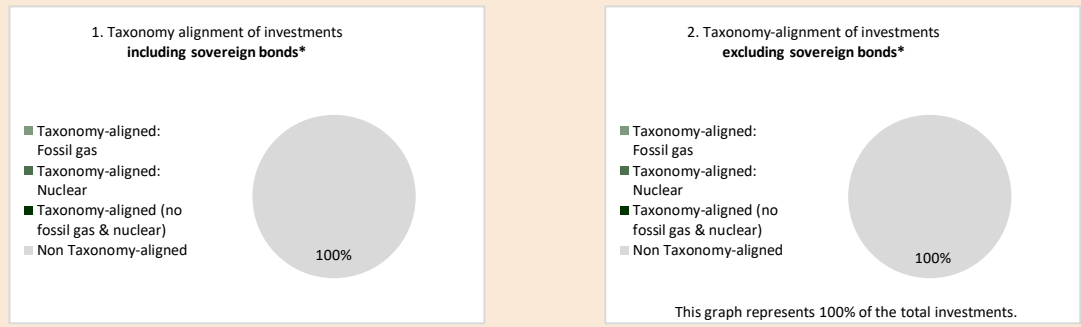 1. Taxonomy alignment of investments
including sovereign bonds*
Taxonomy-aligned:
Fossil gas
Taxonomy-aligned:
Nuclear
Taxonomy-aligned (no
fossil gas & nuclear)
Non Taxonomy-aligned
100%
2. Taxonomy-alignment of investments
excluding sovereign bonds*
Taxonomy-aligned:
Fossil gas
Taxonomy-aligned:
Nuclear
Taxonomy-aligned (no
fossil gas & nuclear)
Non Taxonomy-aligned
100%
This graph represents 100% of the total investments.